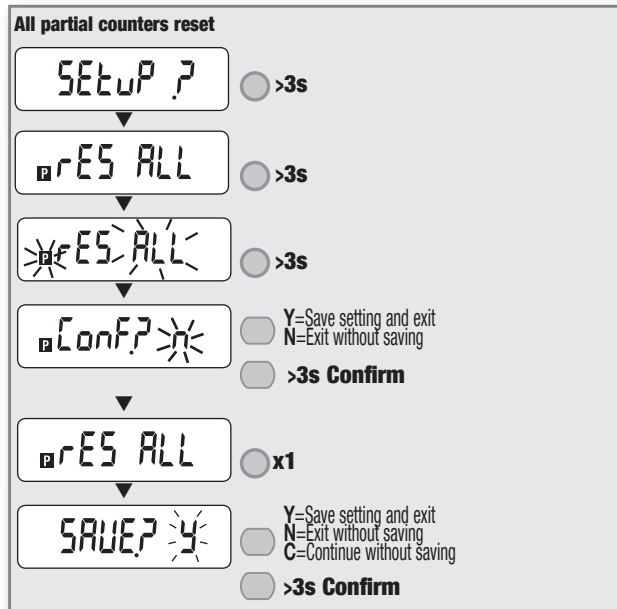 All partial counters reset
SEtuP ?
>3s
P rES ALL
>3s
P rES ALL
>3s
P ConF? n
Y=Save setting and exit
N=Exit without saving
>3s Confirm
P rES ALL
x1
SAVE? Y
Y=Save setting and exit
N=Exit without saving
C=Continue without saving
>3s Confirm